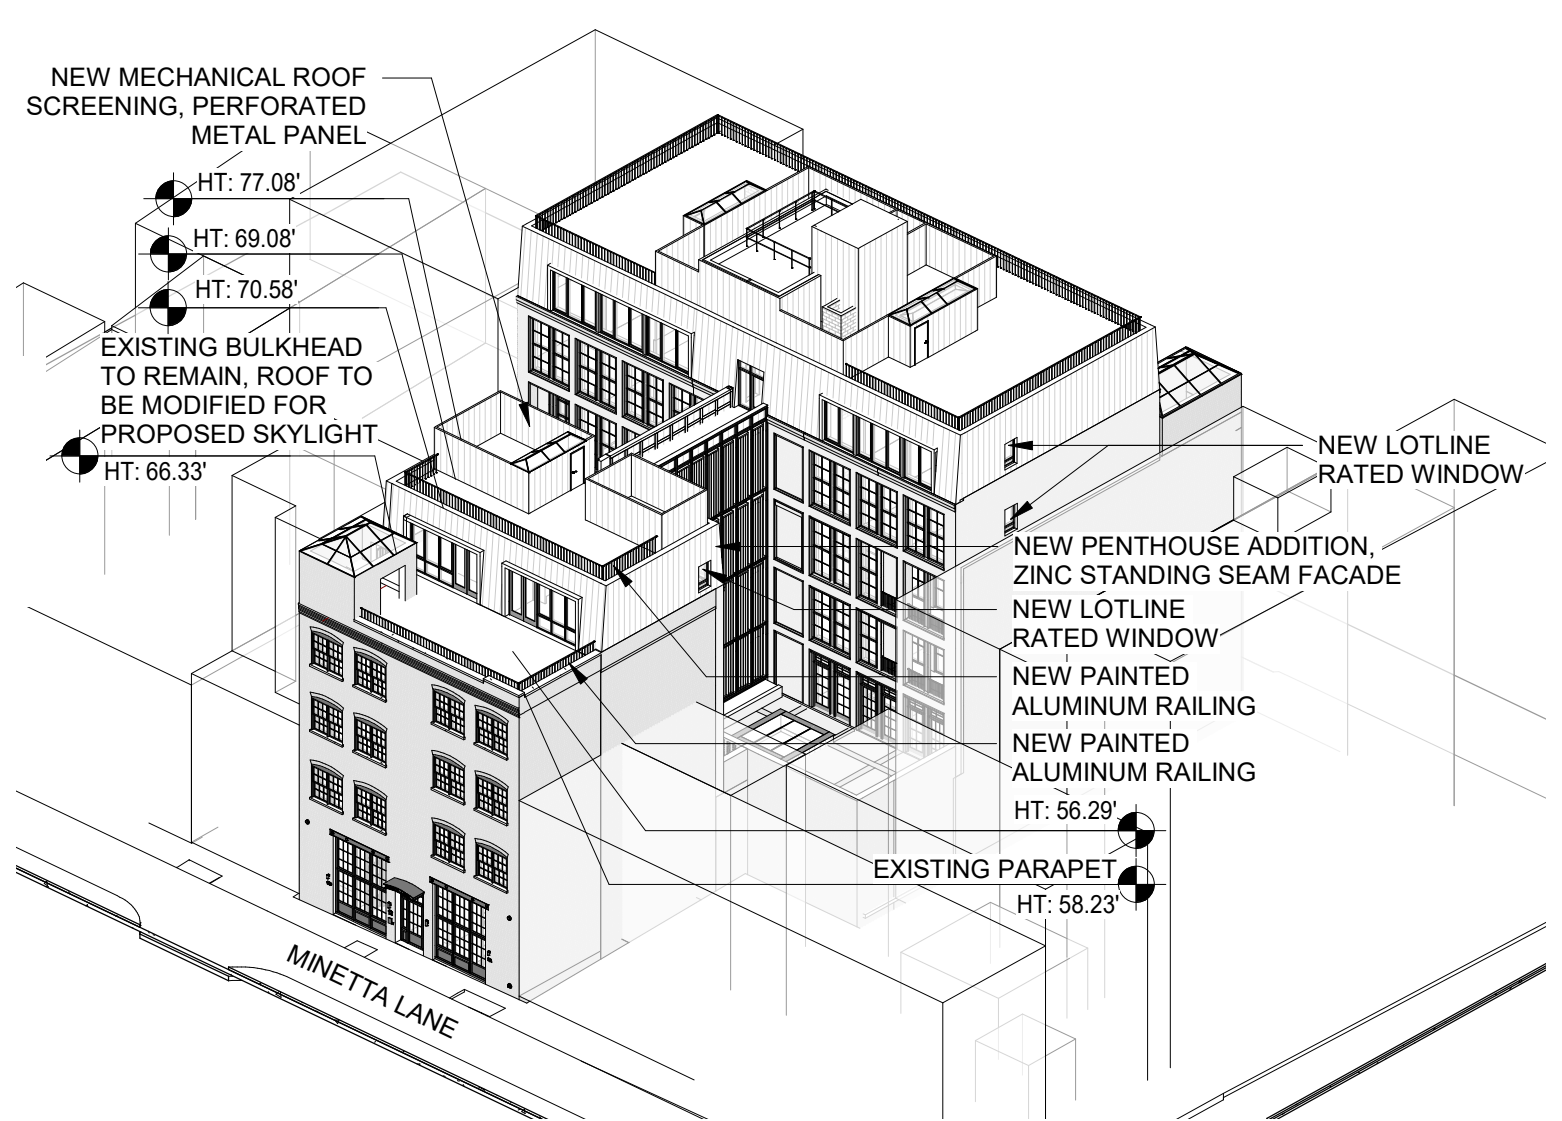 NEW MECHANICAL ROOF
SCREENING, PERFORATED
METAL PANEL
HT: 77.08'
HT: 69.08'
HT: 70.58'
EXISTING BULKHEAD
TO REMAIN, ROOF TO
BE MODIFIED FOR
PROPOSED SKYLIGHT
HT: 66.33'
NEW LOTLINE
RATED WINDOW
NEW PENTHOUSE ADDITION,
ZINC STANDING SEAM FACADE
NEW LOTLINE
RATED WINDOW
NEW PAINTED
ALUMINUM RAILING
NEW PAINTED
ALUMINUM RAILING
HT: 56.29'
EXISTING PARAPET
HT: 58.23'
MINETTA LANE